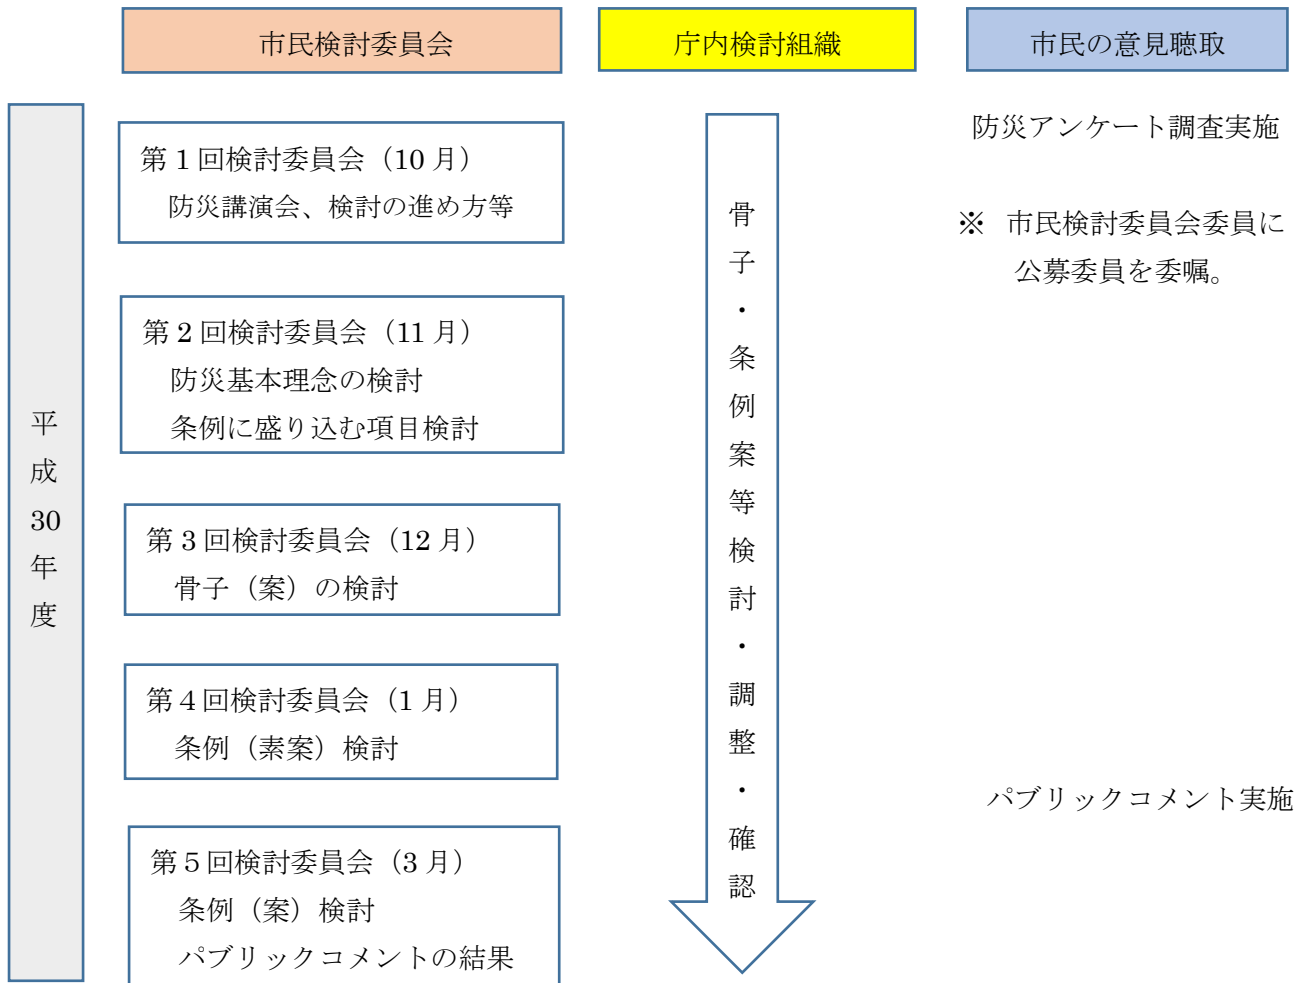 市民検討委員会
庁内検討組織
市民の意見聴取
平成30年度
第1回検討委員会（10月）
防災講演会、検討の進め方等
第2回検討委員会（11月）
防災基本理念の検討
条例に盛り込む項目検討
第3回検討委員会（12月）
骨子（案）の検討
第4回検討委員会（1月）
条例（素案）検討
第5回検討委員会（3月）
条例（案）検討
パブリックコメントの結果
骨子・条例案等検討・調整・確認
防災アンケート調査実施
※ 市民検討委員会委員に
公募委員を委嘱。
パブリックコメント実施